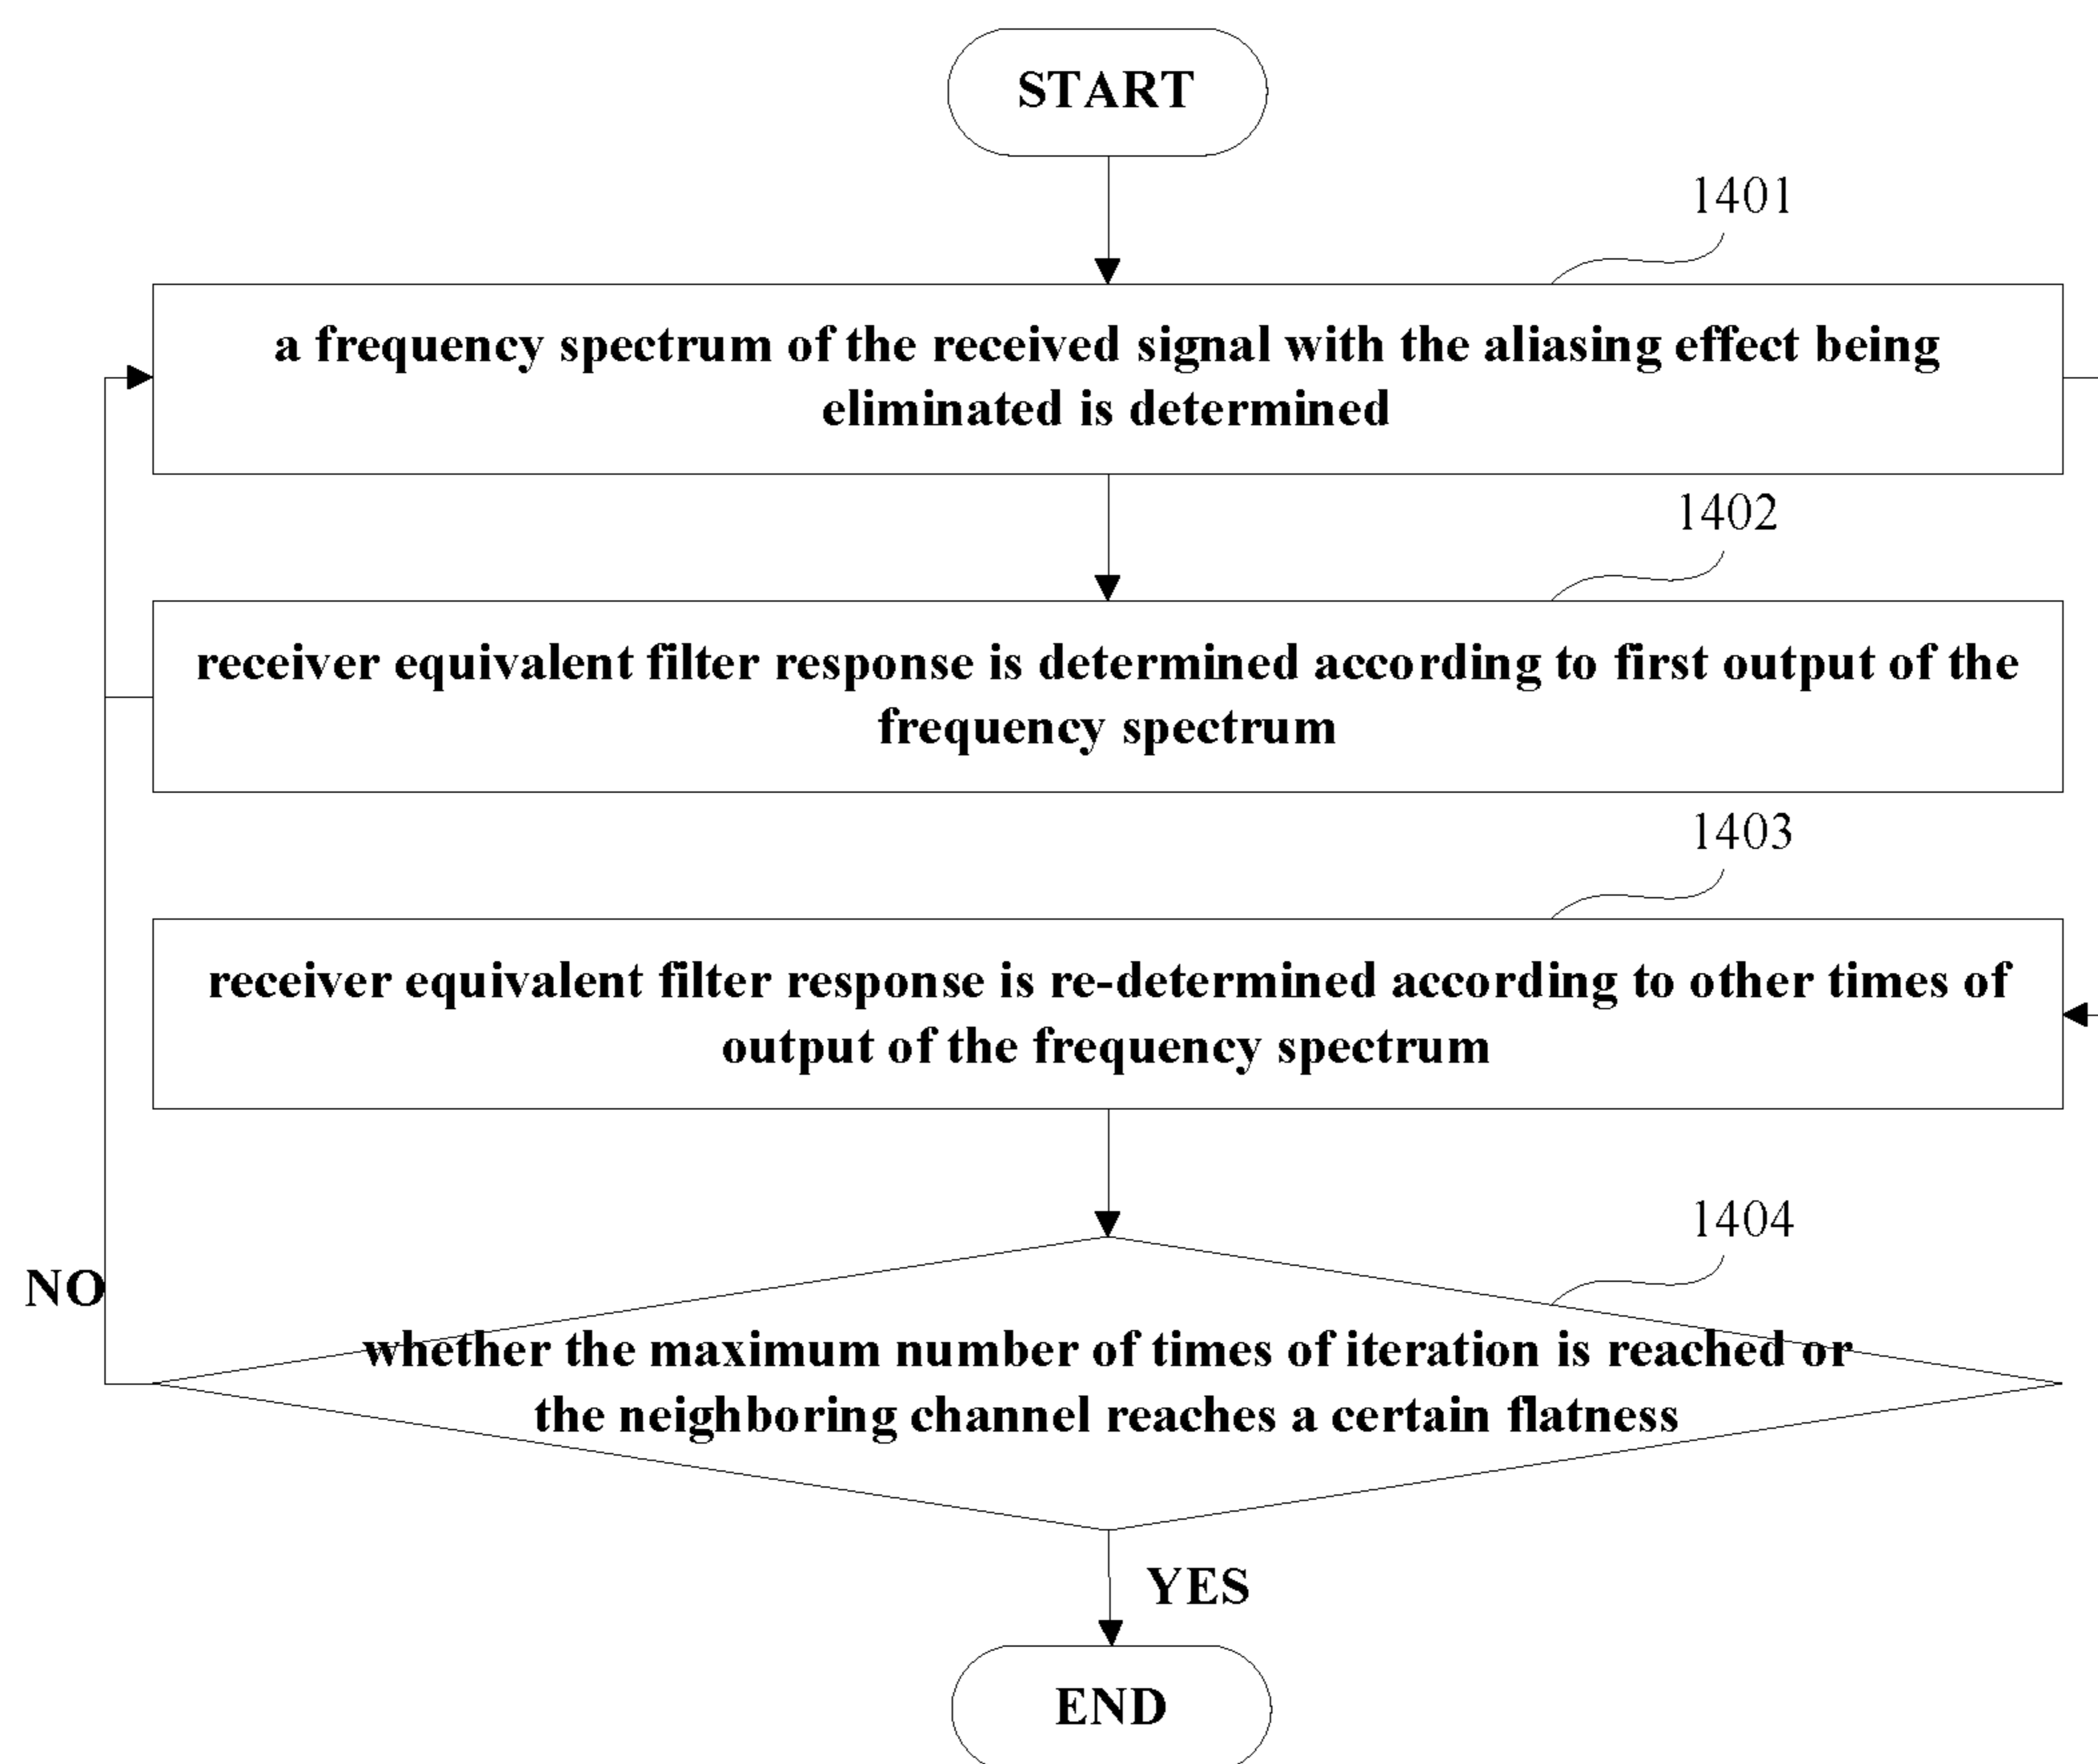 START
1401
a frequency spectrum of the received signal with the aliasing effect being
eliminated is determined
1402
receiver equivalent filter response is determined according to first output of the
frequency spectrum
1403
receiver equivalent filter response is re-determined according to other times of
output of the frequency spectrum
1404
NO
whether the maximum number of times of iteration is reached or
the neighboring channel reaches a certain flatness
YES
END